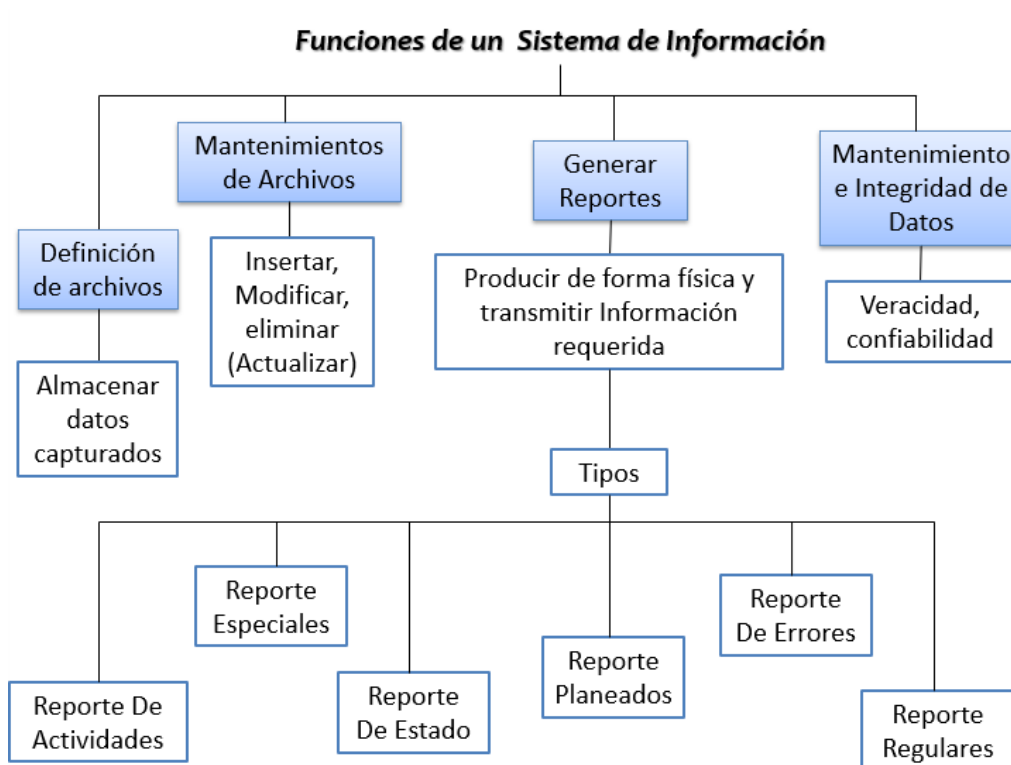 Funciones de un Sistema de Información
Definición
de archivos
Almacenar
datos
capturados
Mantenimientos
de Archivos
Insertar,
Modificar,
eliminar
(Actualizar)
Generar
Reportes
Producir de forma física y
transmitir Información
requerida
Mantenimiento
e Integridad de
Datos
Veracidad,
confiabilidad
Tipos
Reporte De
Actividades
Reporte
Especiales
Reporte
De Estado
Reporte
Planeados
Reporte
De Errores
Reporte
Regulares